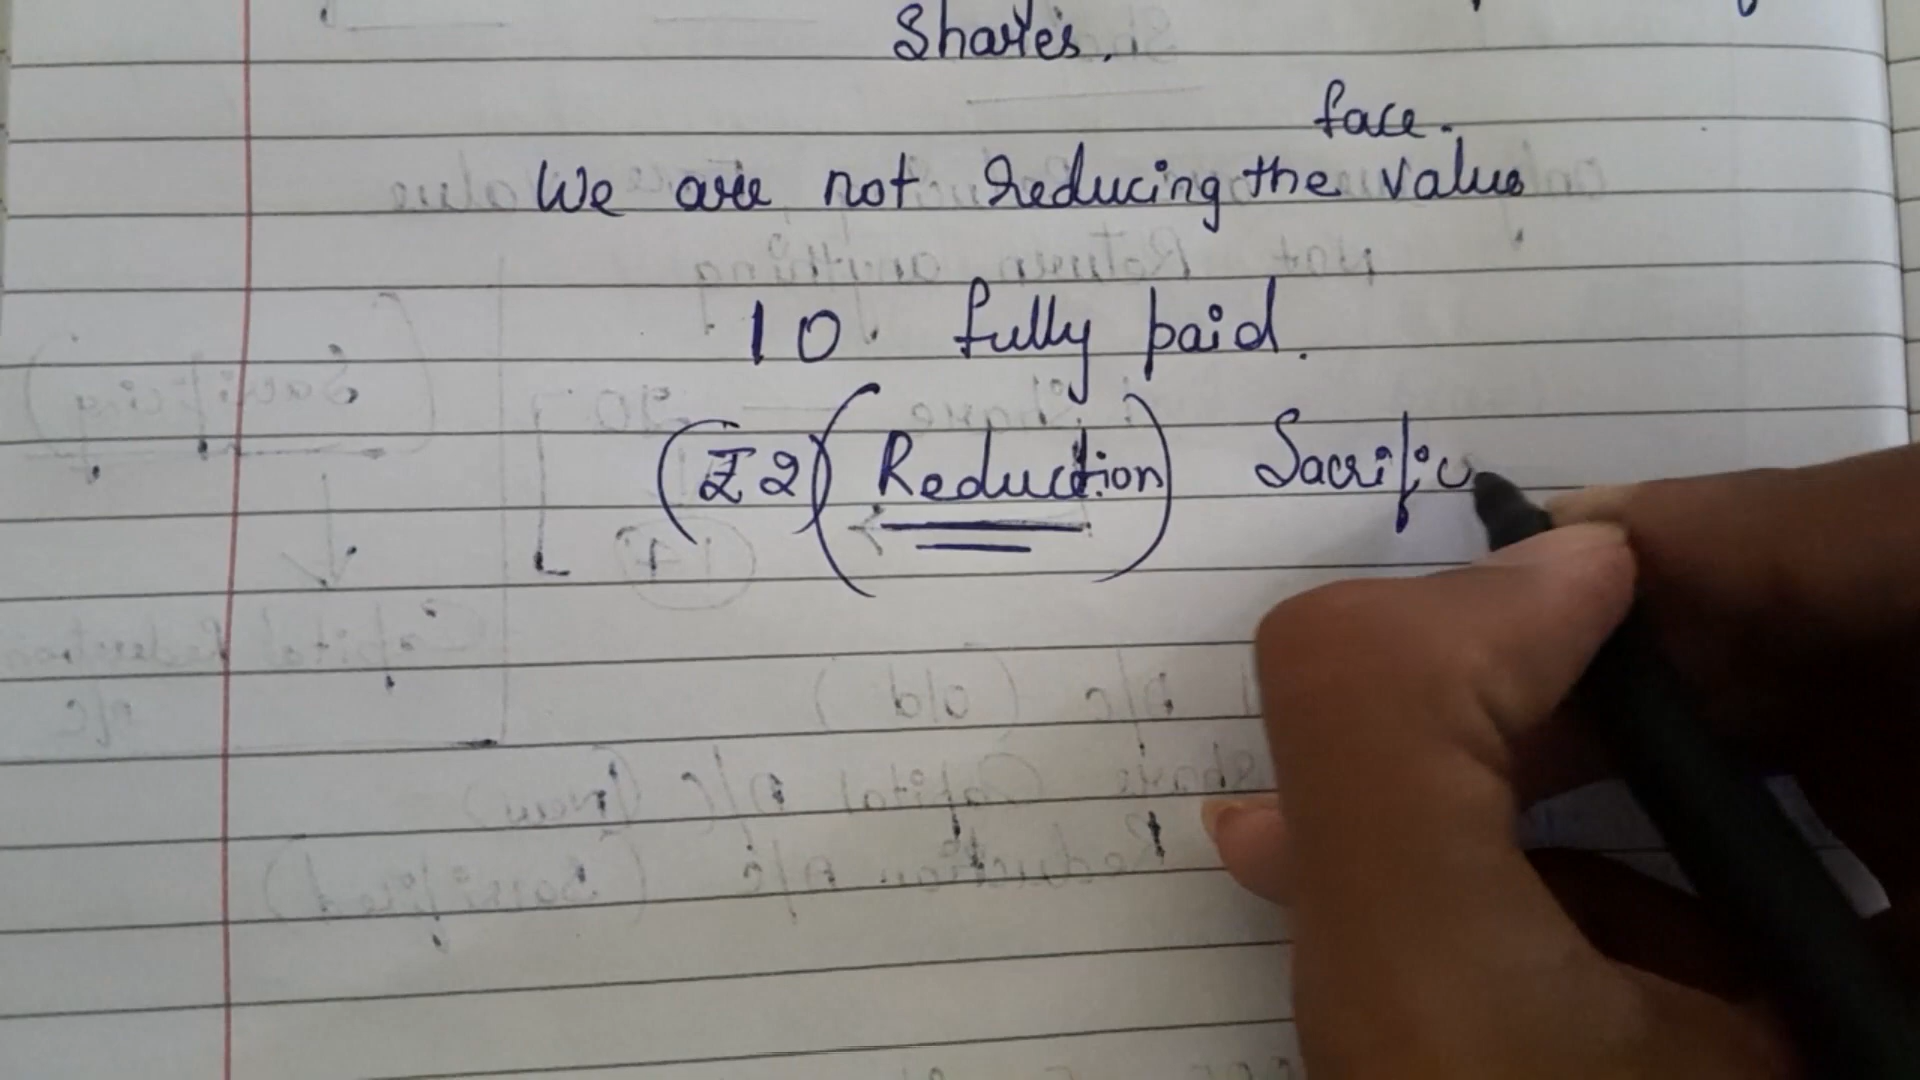 Shares.
face.
We are not Reducing the value
10. fully paid.
(₹2) (Reduction) Sacrific